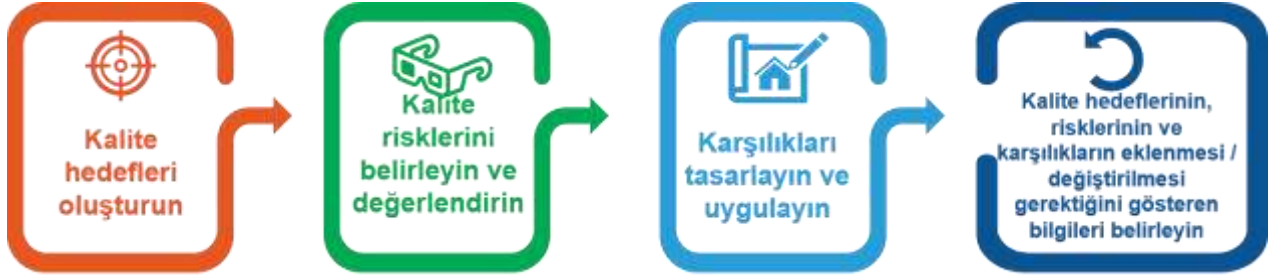 Kalite
hedefleri
oluşturun
Kalite
risklerini
belirleyin ve
değerlendirin
Karşılıkları
tasarlayın ve
uygulayın
Kalite hedeflerinin,
risklerinin ve
karşılıkların eklenmesi /
değiştirilmesi
gerektiğini gösteren
bilgileri belirleyin